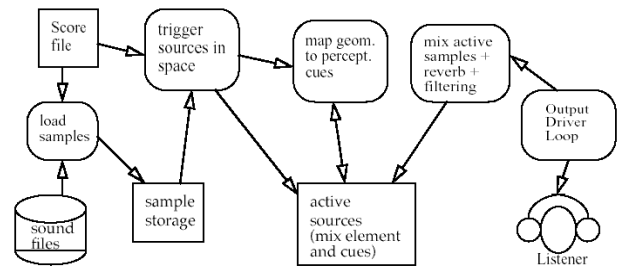 Score
file
trigger
sources in
space
map geom.
to percept.
cues
mix active
samples +
reverb +
filtering
load
samples
Output
Driver
Loop
sound
files
sample
storage
active
sources
(mix element
and cues)
Listener